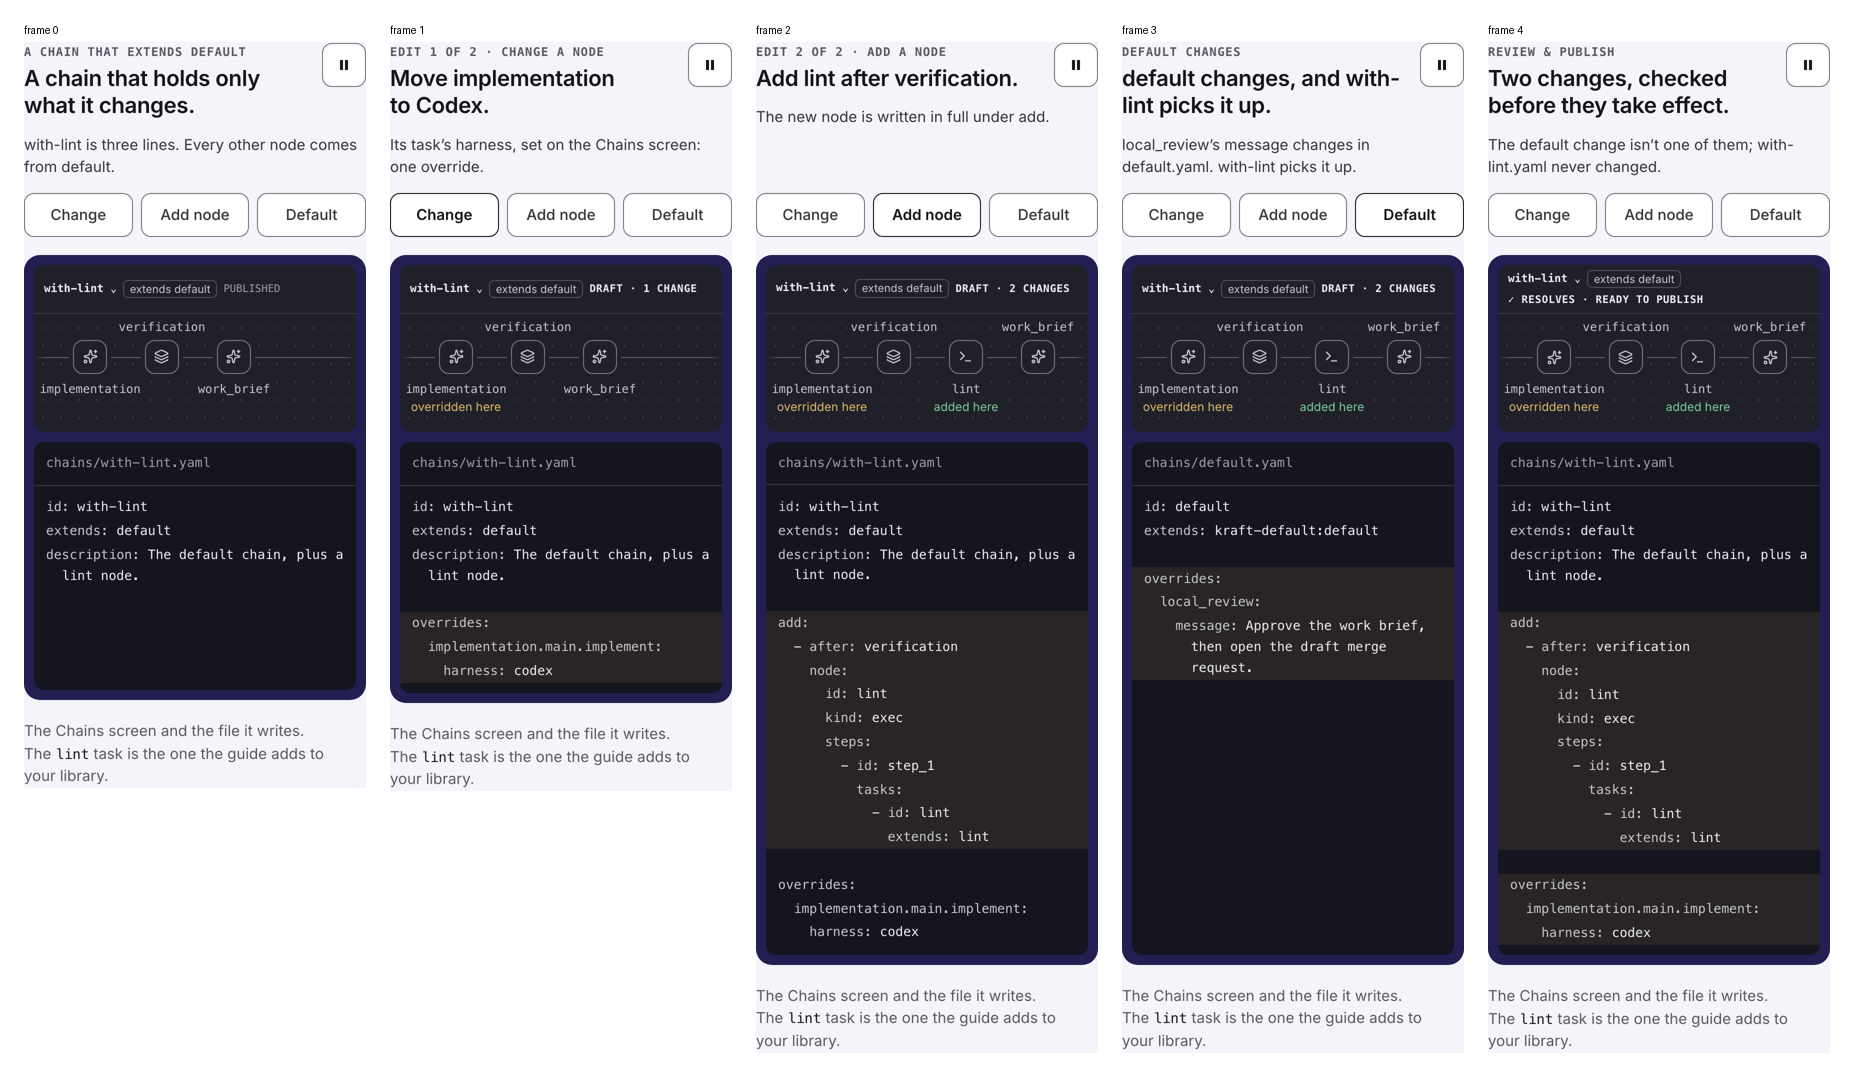 frame 0
A CHAIN THAT EXTENDS DEFAULT
A chain that holds only
what it changes.
with-lint is three lines. Every other node comes
from default.
Change
Add node
Default
with-lint
extends default
PUBLISHED
verification
implementation
work_brief
chains/with-lint.yaml
id: with-lint
extends: default
description: The default chain, plus a
lint node.
The Chains screen and the file it writes.
The lint task is the one the guide adds to
your library.
frame 1
EDIT 1 OF 2 · CHANGE A NODE
Move implementation
to Codex.
Its task’s harness, set on the Chains screen:
one override.
Change
Add node
Default
with-lint
extends default
DRAFT · 1 CHANGE
verification
implementation
work_brief
overridden here
chains/with-lint.yaml
id: with-lint
extends: default
description: The default chain, plus a
lint node.
overrides:
implementation.main.implement:
harness: codex
The Chains screen and the file it writes.
The lint task is the one the guide adds to
your library.
frame 2
EDIT 2 OF 2 · ADD A NODE
Add lint after verification.
The new node is written in full under add.
Change
Add node
Default
with-lint
extends default
DRAFT · 2 CHANGES
verification
work_brief
implementation
lint
overridden here
added here
chains/with-lint.yaml
id: with-lint
extends: default
description: The default chain, plus a
lint node.
add:
- after: verification
node:
id: lint
kind: exec
steps:
- id: step_1
tasks:
- id: lint
extends: lint
overrides:
implementation.main.implement:
harness: codex
The Chains screen and the file it writes.
The lint task is the one the guide adds to
your library.
frame 3
DEFAULT CHANGES
default changes, and with-
lint picks it up.
local_review’s message changes in
default.yaml. with-lint picks it up.
Change
Add node
Default
with-lint
extends default
DRAFT · 2 CHANGES
verification
work_brief
implementation
lint
overridden here
added here
chains/default.yaml
id: default
extends: kraft-default:default
overrides:
local_review:
message: Approve the work brief,
then open the draft merge
request.
The Chains screen and the file it writes.
The lint task is the one the guide adds to
your library.
frame 4
REVIEW & PUBLISH
Two changes, checked
before they take effect.
The default change isn’t one of them; with-
lint.yaml never changed.
Change
Add node
Default
with-lint
extends default
✓ RESOLVES · READY TO PUBLISH
verification
work_brief
implementation
lint
overridden here
added here
chains/with-lint.yaml
id: with-lint
extends: default
description: The default chain, plus a
lint node.
add:
- after: verification
node:
id: lint
kind: exec
steps:
- id: step_1
tasks:
- id: lint
extends: lint
overrides:
implementation.main.implement:
harness: codex
The Chains screen and the file it writes.
The lint task is the one the guide adds to
your library.